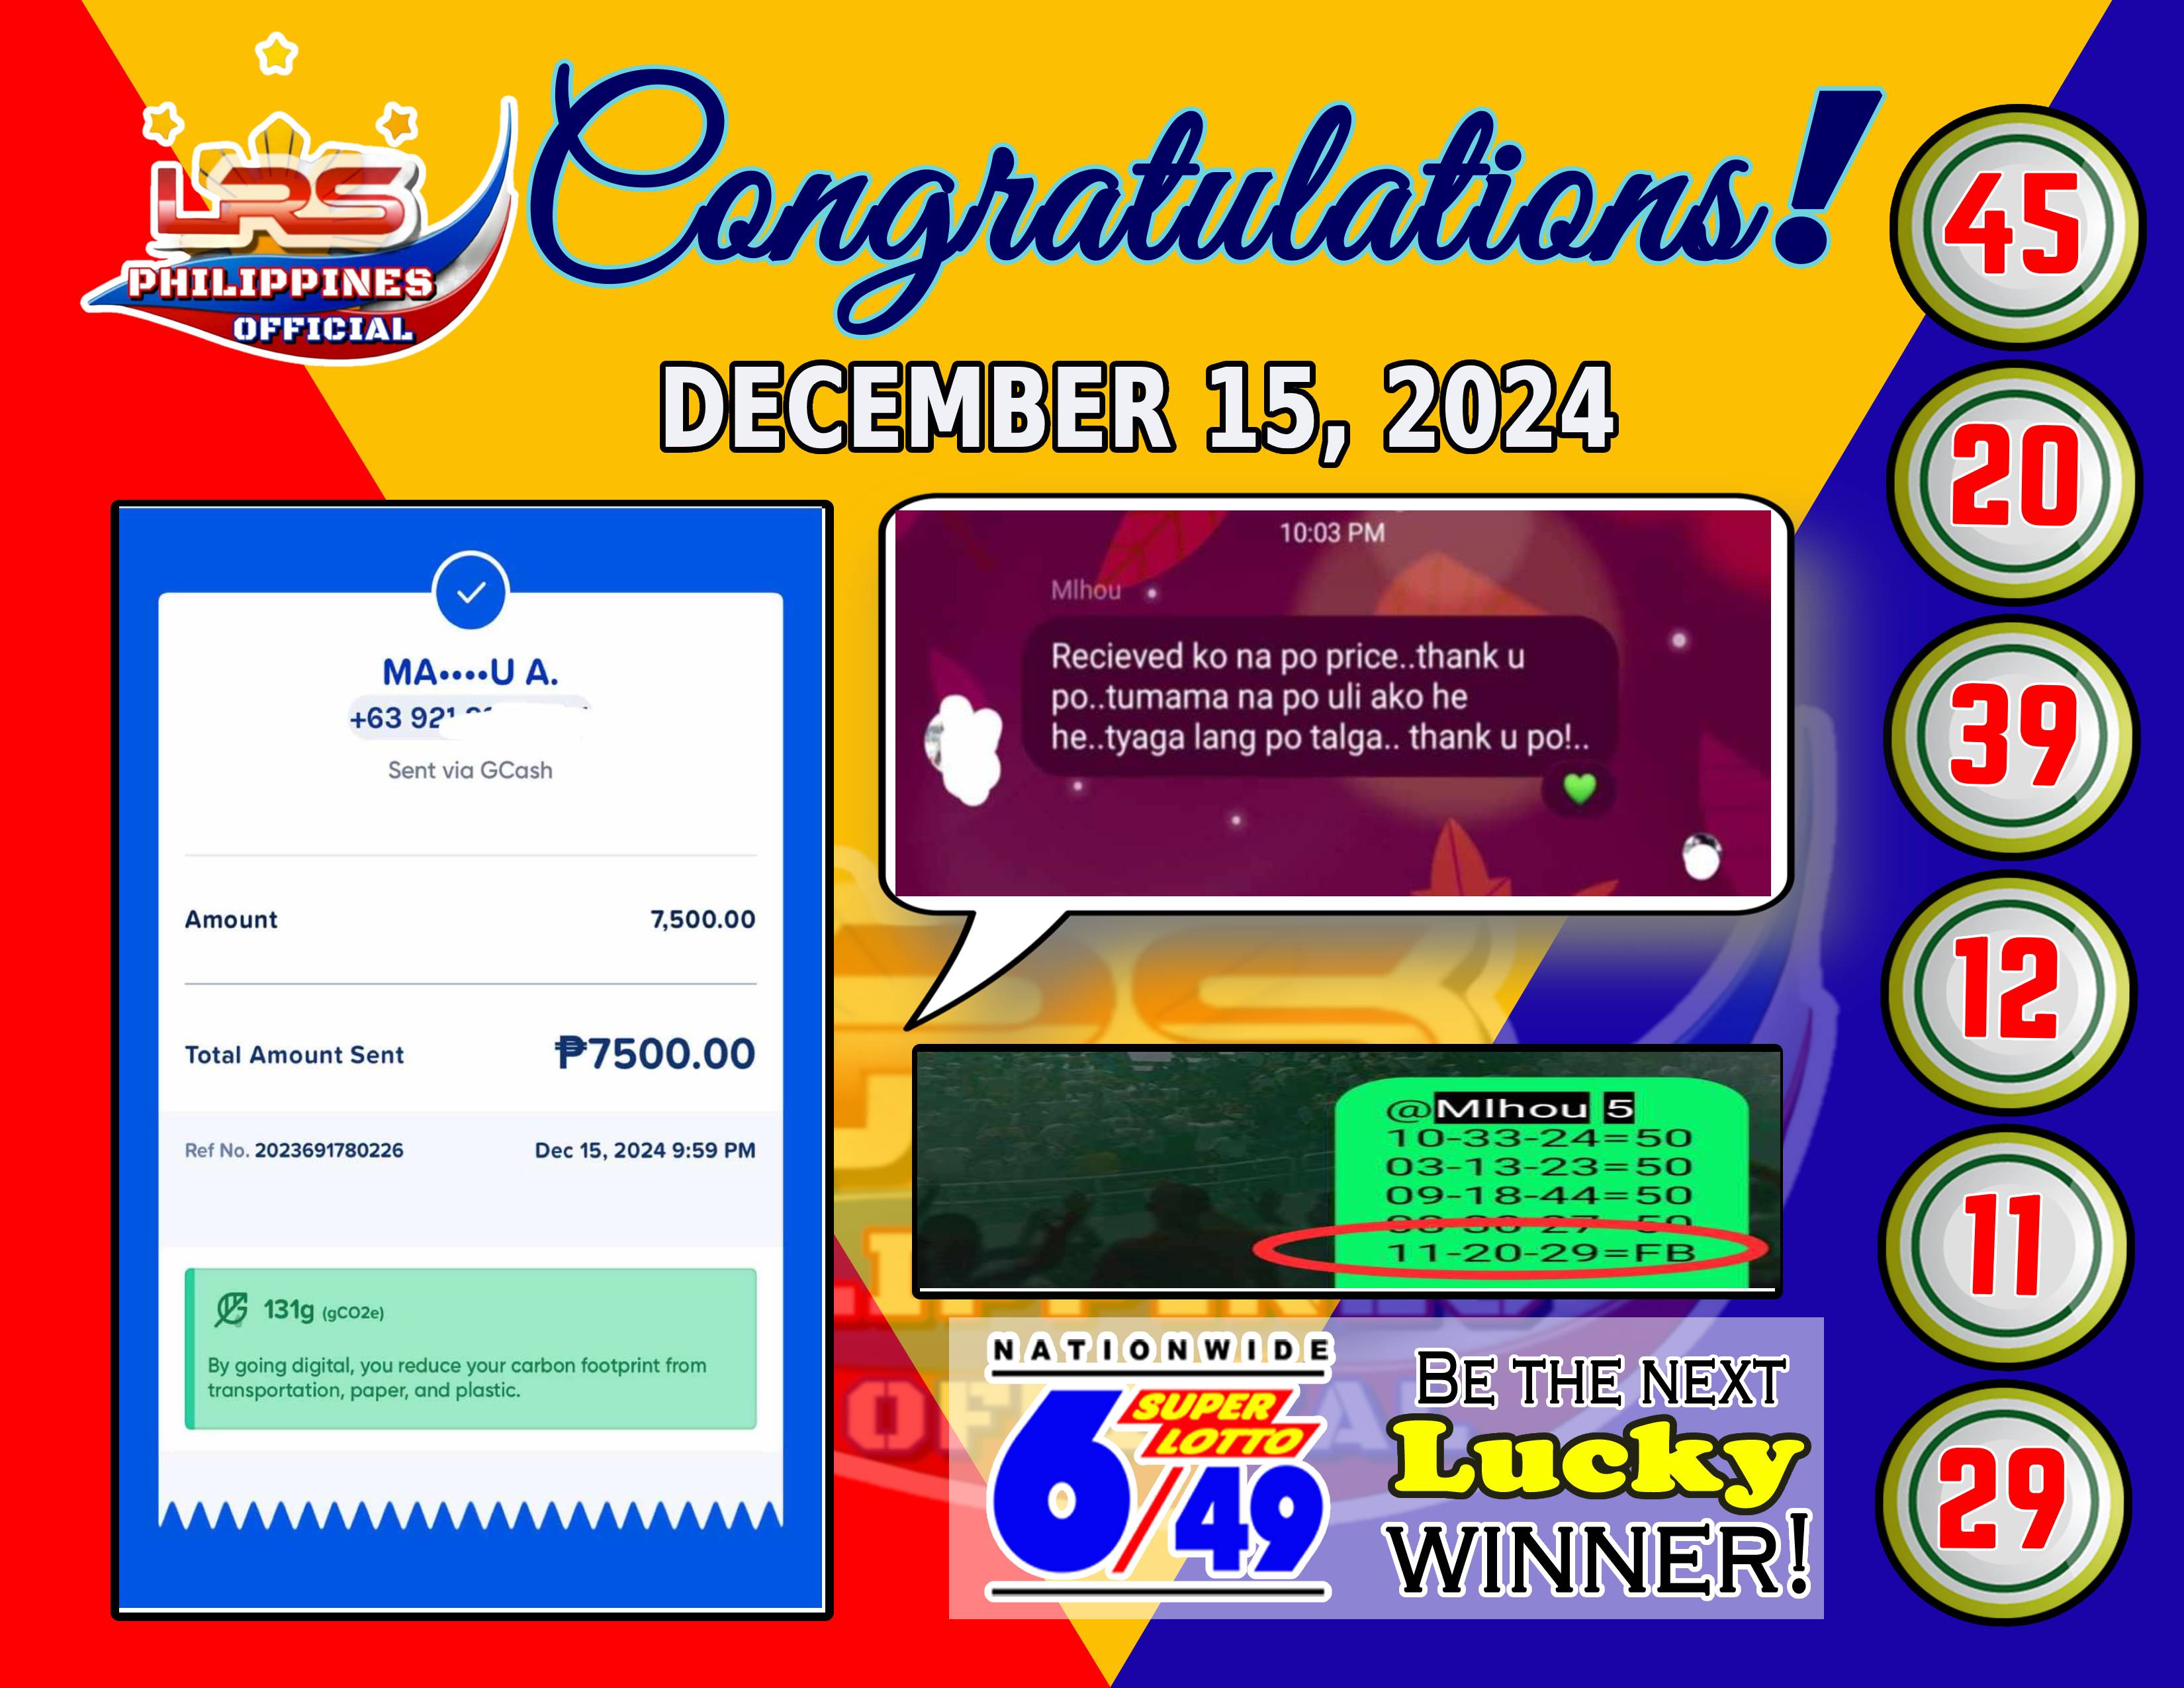 LRS
PHILIPPINES
OFFICIAL
Congratulations!
DECEMBER 15, 2024
MA••••U A.
+63 921
Sent via GCash
Amount 7,500.00
Total Amount Sent ₱7500.00
Ref No. 2023691780226 Dec 15, 2024 9:59 PM
131g (gCO2e)
By going digital, you reduce your carbon footprint from
transportation, paper, and plastic.
10:03 PM
Mlhou
Recieved ko na po price..thank u
po..tumama na po uli ako he
he..tyaga lang po talga.. thank u po!..
@Mlhou 5
10-33-24=50
03-13-23=50
09-18-44=50
11-20-29=FB
NATIONWIDE
SUPER
LOTTO
6/49
BE THE NEXT
Lucky
WINNER!
45
20
39
12
11
29